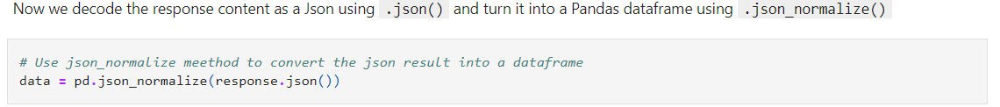 Now we decode the response content as a Json using .json() and turn it into a Pandas dataframe using .json_normalize()
# Use json_normalize meethod to convert the json result into a dataframe
data = pd.json_normalize(response.json())